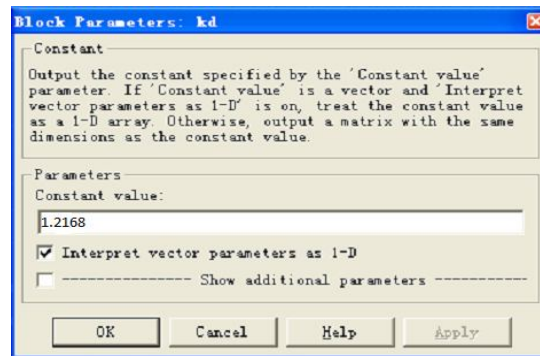 Block Parameters: kd
Constant
Output the constant specified by the 'Constant value'
parameter. If 'Constant value' is a vector and 'Interpret
vector parameters as 1-D' is on, treat the constant value
as a 1-D array. Otherwise, output a matrix with the same
dimensions as the constant value.
Parameters
Constant value:
1.2168
Interpret vector parameters as 1-D
--------------- Show additional parameters -----------
OK Cancel Help Apply